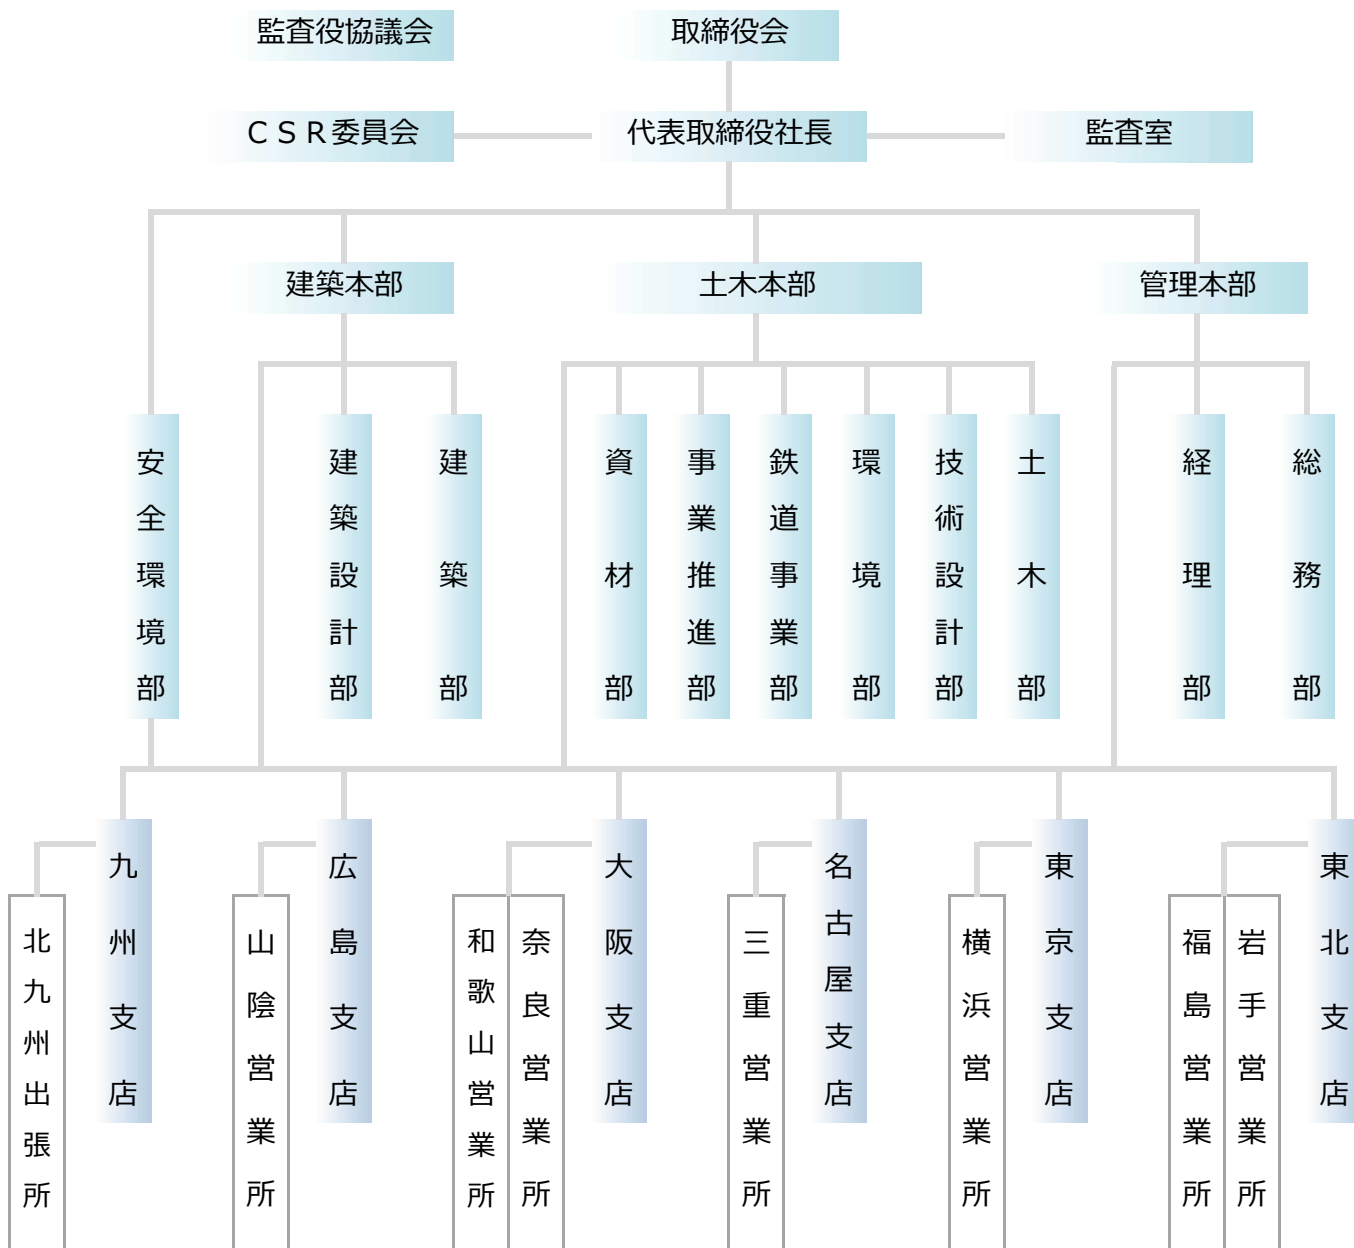 監査役協議会
取締役会
ＣＳＲ委員会
代表取締役社長
監査室
建築本部
土木本部
管理本部
安全環境部
建築設計部
建築部
資材部
事業推進部
鉄道事業部
環境部
技術設計部
土木部
経理部
総務部
九州支店
広島支店
大阪支店
名古屋支店
東京支店
東北支店
北九州出張所
山陰営業所
和歌山営業所
奈良営業所
三重営業所
横浜営業所
福島営業所
岩手営業所